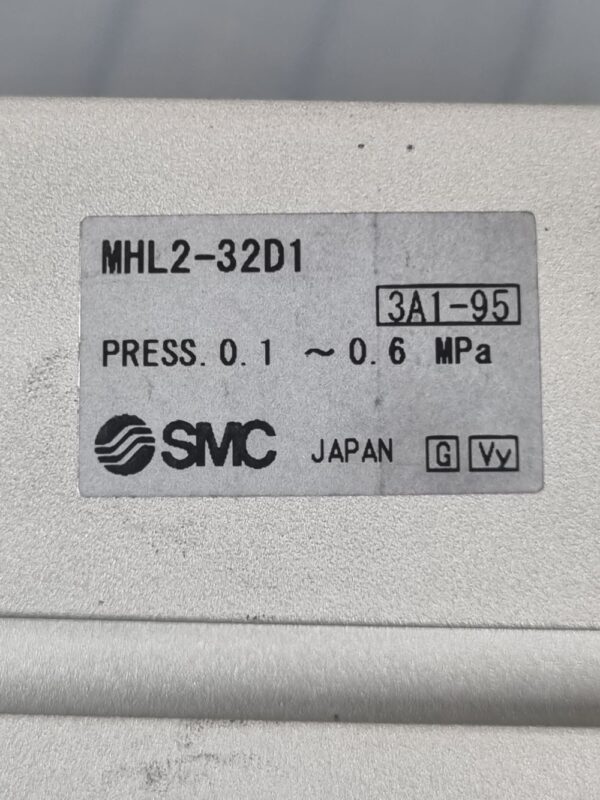 MHL2-32D1
3A1-95
PRESS. 0.1 ～0.6 MPa
SMC JAPAN G Vy